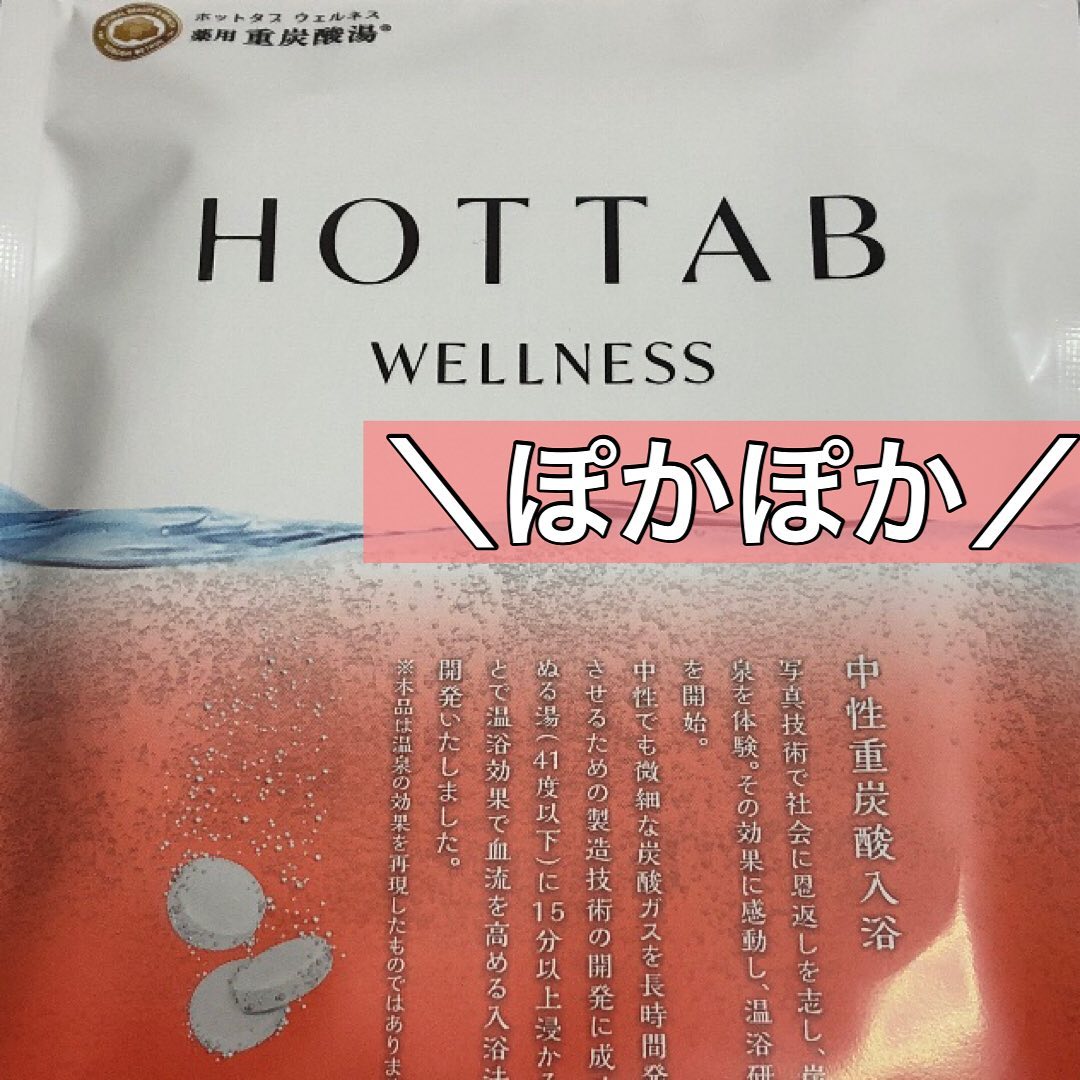 ホットタブ ウェルネス
薬用 重炭酸湯®
HOT TAB
WELLNESS
＼ぽかぽか／
中性重炭酸入浴
写真技術で社会に恩返しを志し、炭
泉を体験。その効果に感動し、温浴研
を開始。
中性でも微細な炭酸ガスを長時間発
させるための製造技術の開発に成
ぬる湯(41度以下)に15分以上浸かる
とで温浴効果で血流を高める入浴法
開発いたしました。
※本品は温泉の効果を再現したものではありま